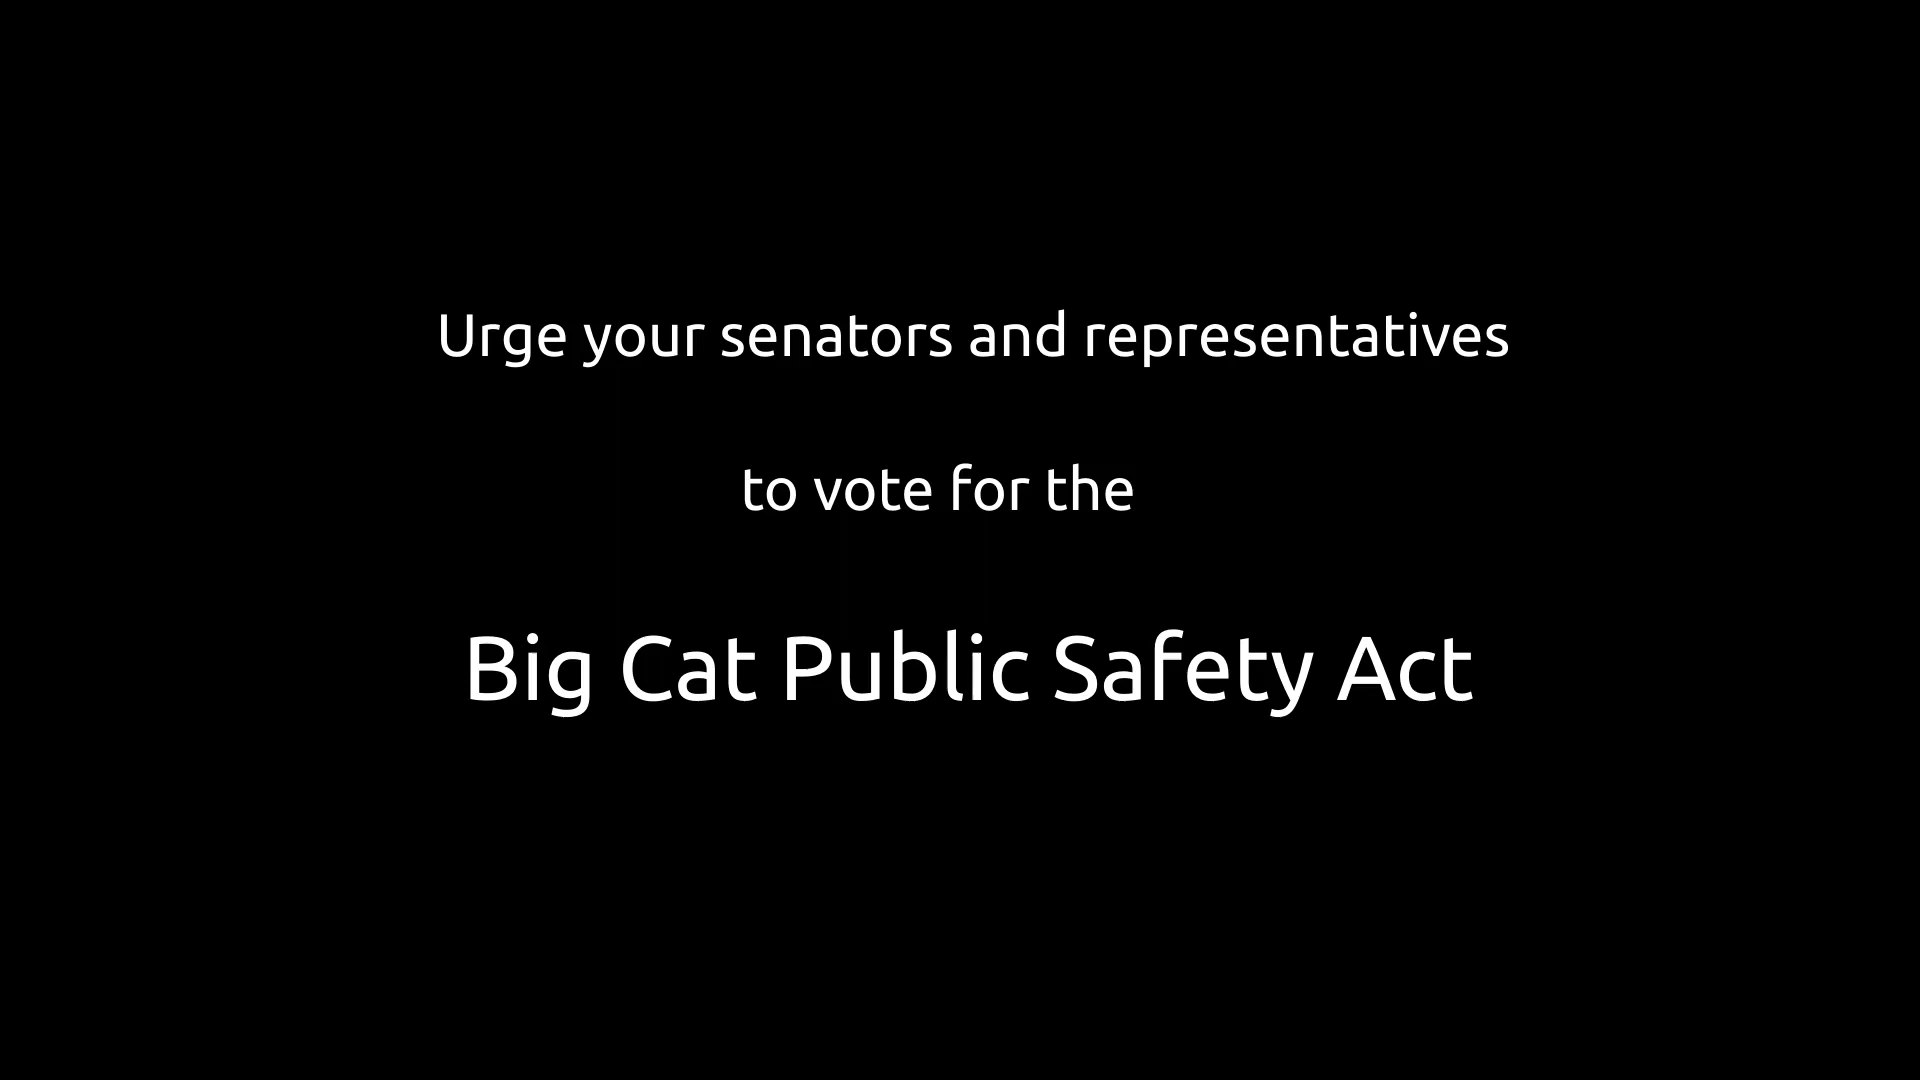 Urge your senators and representatives
to vote for the
Big Cat Public Safety Act